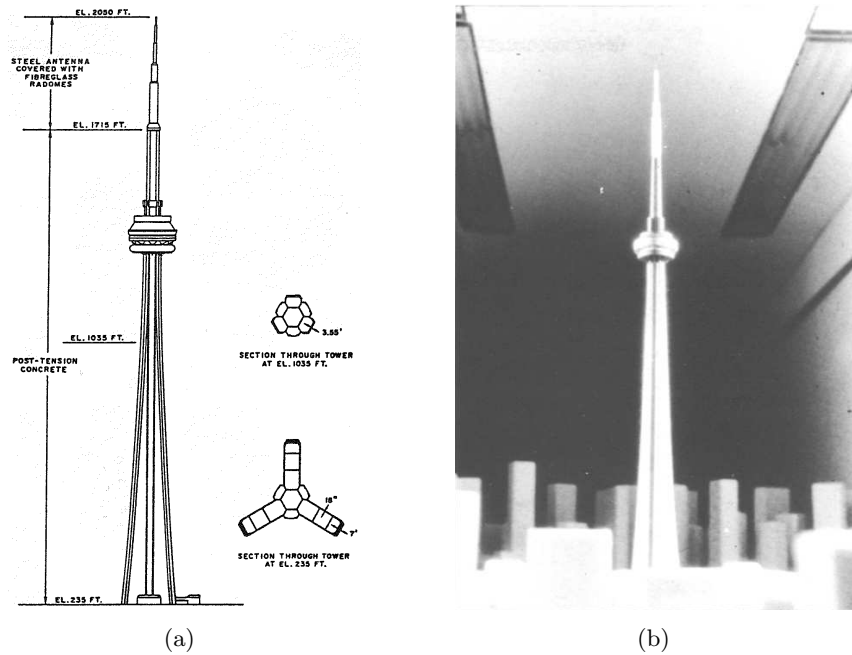 EL. 2050 FT.
STEEL ANTENNA
COVERED WITH
FIBREGLASS
RADOMES
EL. 1715 FT.
3.55'
SECTION THROUGH TOWER
AT EL. 1035 FT.
EL. 1035 FT.
POST-TENSION
CONCRETE
18"
7'
SECTION THROUGH TOWER
AT EL. 235 FT.
EL. 235 FT.
(a)
(b)